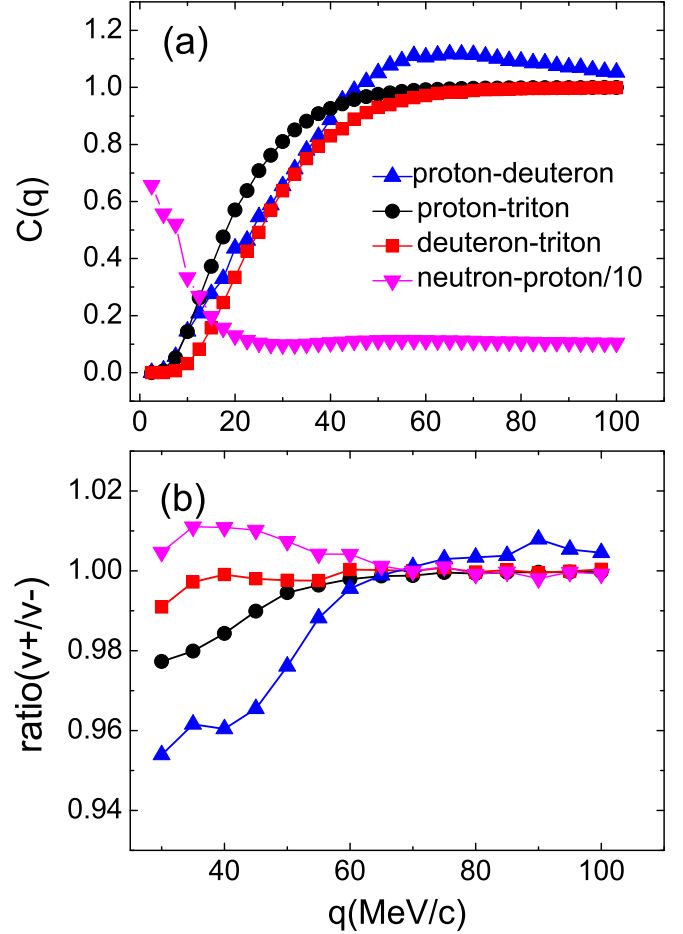 (a)
1.2
1.0
0.8
0.6
0.4
0.2
0.0
C(q)
proton-deuteron
proton-triton
deuteron-triton
neutron-proton/10
0 20 40 60 80 100
(b)
1.02
1.00
0.98
0.96
0.94
ratio(v+/v-)
40 60 80 100
q(MeV/c)